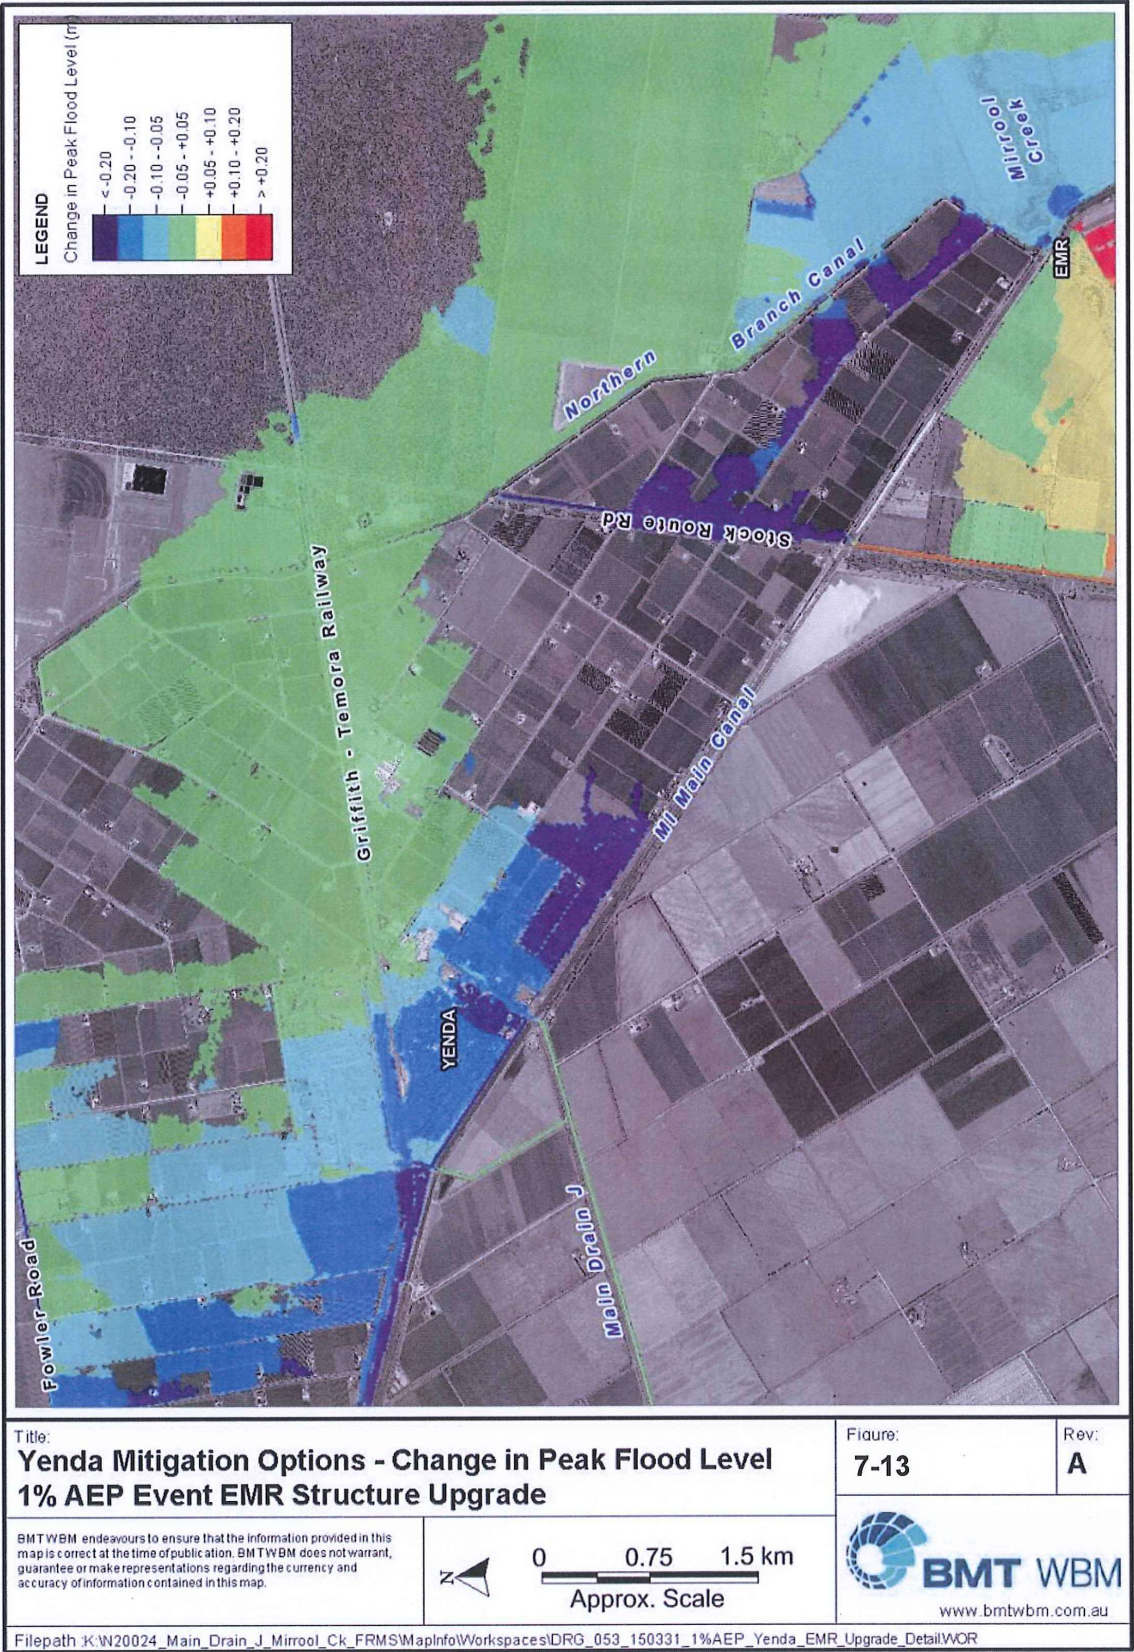 LEGEND
Change in Peak Flood Level (m)
< -0.20
-0.20 - -0.10
-0.10 - -0.05
-0.05 - +0.05
+0.05 - +0.10
+0.10 - +0.20
> +0.20
Mirrool
Creek
EMR
Northern Branch Canal
Stock Route Rd
Griffith - Temora Railway
MI Main Canal
YENDA
Main Drain J
Fowler Road
Title:
Yenda Mitigation Options - Change in Peak Flood Level
1% AEP Event EMR Structure Upgrade
Figure:
7-13
Rev:
A
BMT WBM endeavours to ensure that the information provided in this
map is correct at the time of publication. BMT WBM does not warrant,
guarantee or make representations regarding the currency and
accuracy of information contained in this map.
N
0 0.75 1.5 km
Approx. Scale
BMT WBM
www.bmtwbm.com.au
Filepath :K:\N20024_Main_Drain_J_Mirrool_Ck_FRMS\MapInfo\Workspaces\DRG_053_150331_1%AEP_Yenda_EMR_Upgrade_Detail.WOR